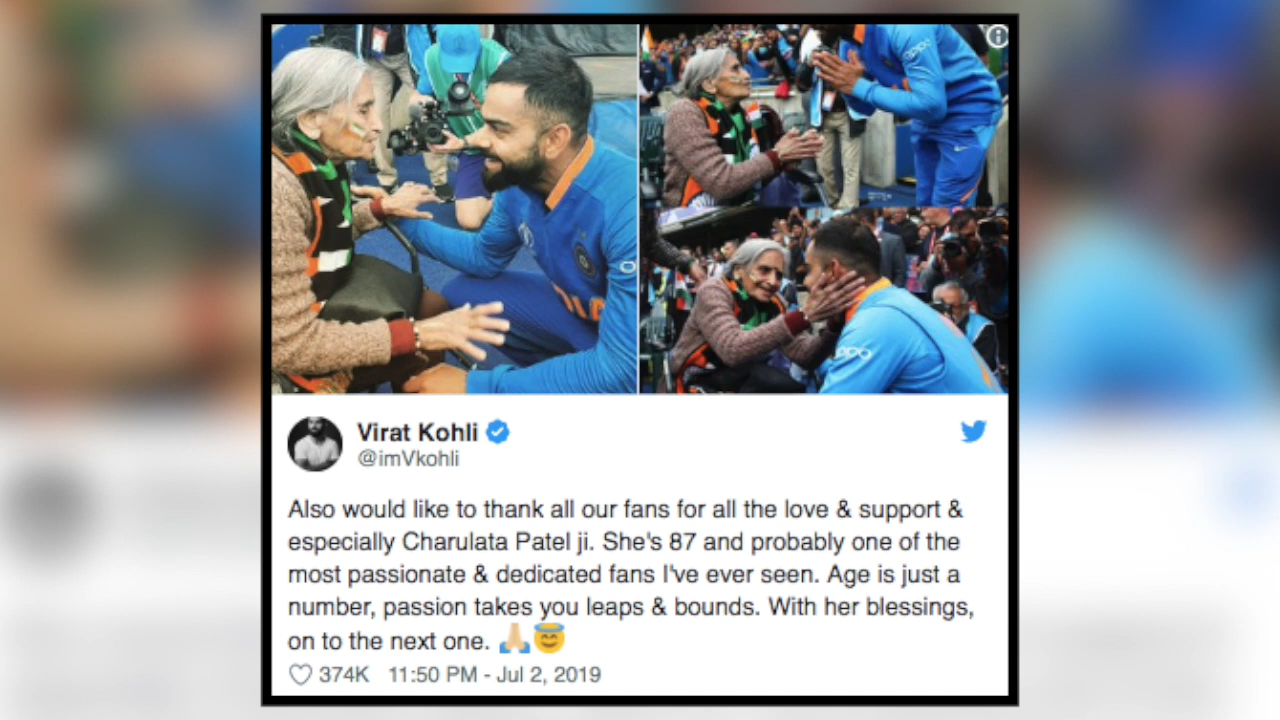 oppo
oppo
Virat Kohli
@imVkohli
Also would like to thank all our fans for all the love & support &
especially Charulata Patel ji. She's 87 and probably one of the
most passionate & dedicated fans I've ever seen. Age is just a
number, passion takes you leaps & bounds. With her blessings,
on to the next one. 🙏🏼😇
374K 11:50 PM - Jul 2, 2019